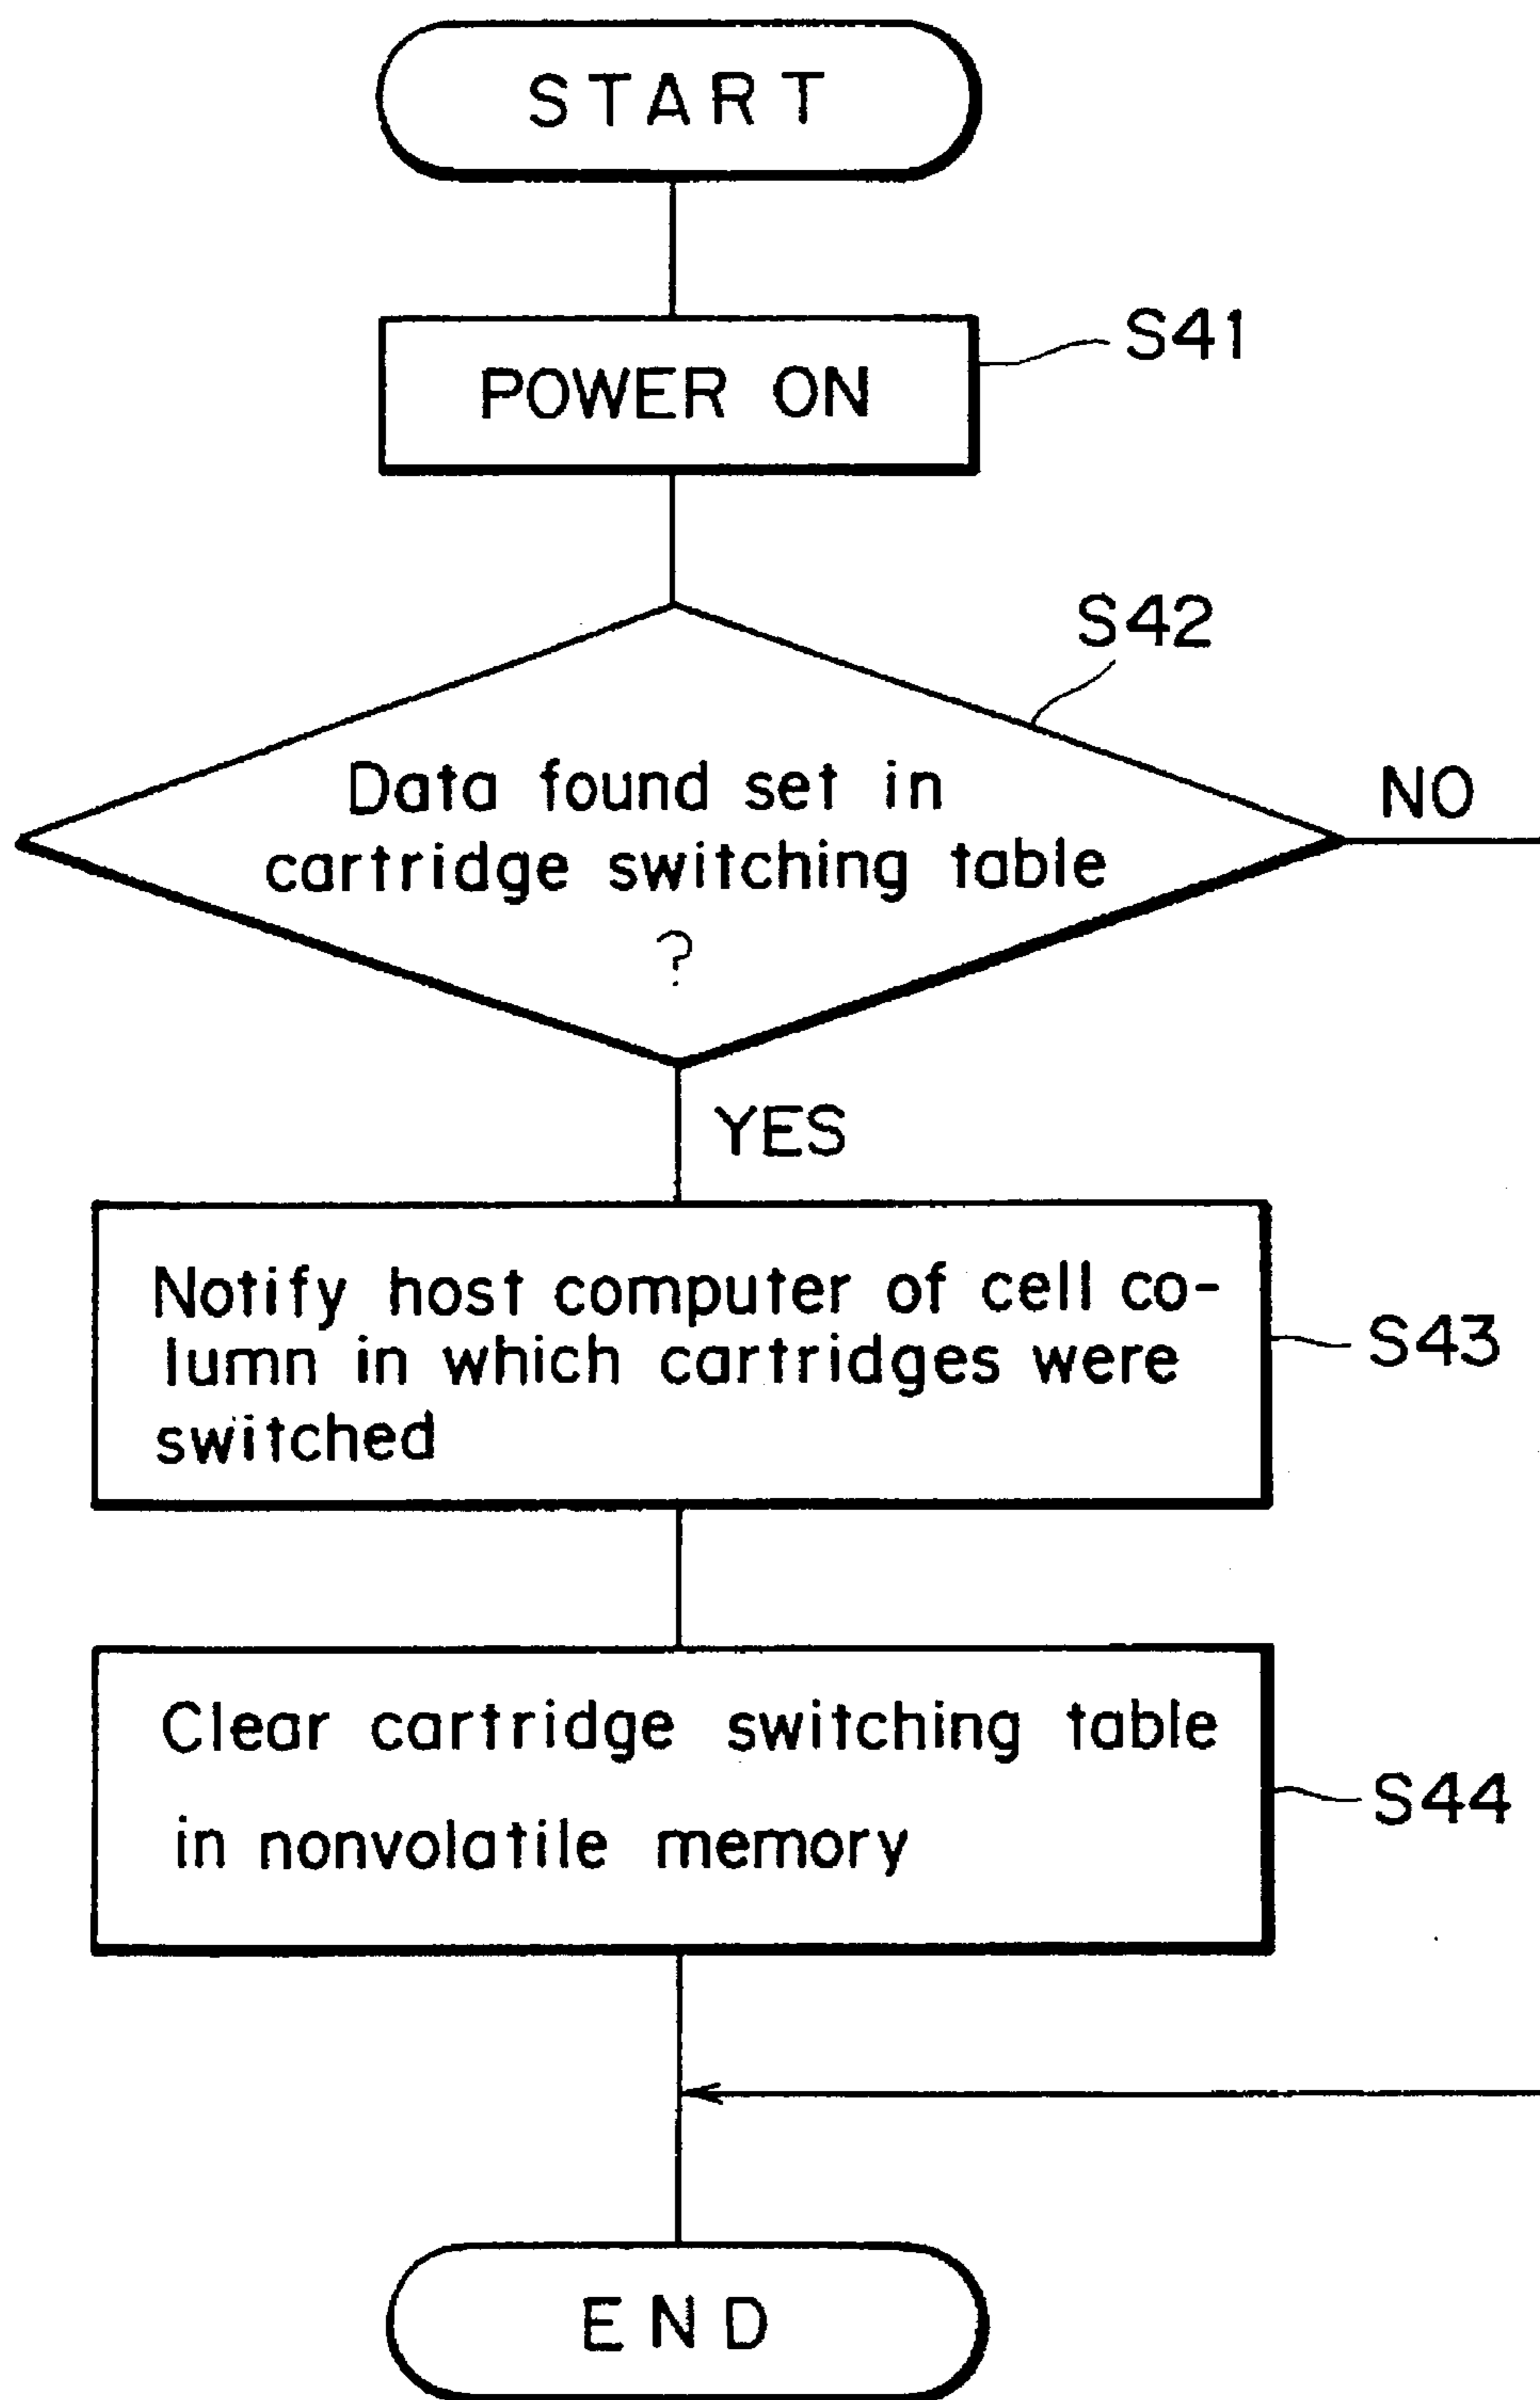 START
POWER ON
S41
S42
Data found set in
cartridge switching table
?
NO
YES
Notify host computer of cell co-
lumn in which cartridges were
switched
S43
Clear cartridge switching table
in nonvolatile memory
S44
END